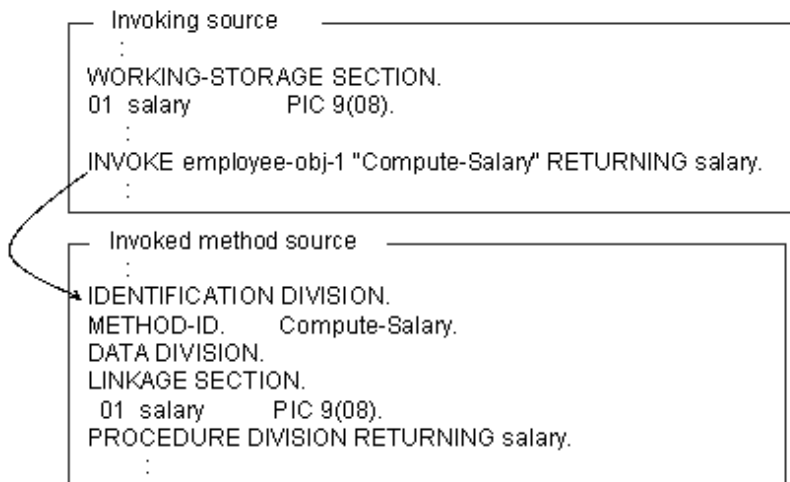 Invoking source
:
WORKING-STORAGE SECTION.
01 salary PIC 9(08).
:
INVOKE employee-obj-1 "Compute-Salary" RETURNING salary.
:
Invoked method source
:
IDENTIFICATION DIVISION.
METHOD-ID. Compute-Salary.
DATA DIVISION.
LINKAGE SECTION.
01 salary PIC 9(08).
PROCEDURE DIVISION RETURNING salary.
: